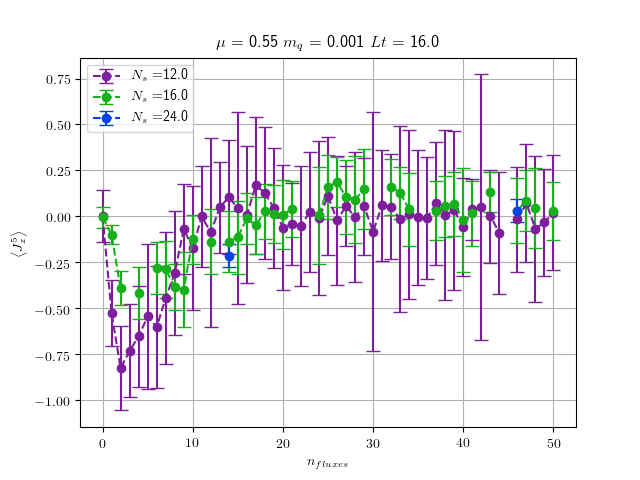 μ = 0.55 m_q = 0.001 Lt = 16.0
N_s =12.0
N_s =16.0
N_s =24.0
⟨J_z^5⟩
0.75
0.50
0.25
0.00
−0.25
−0.50
−0.75
−1.00
0 10 20 30 40 50
n_fluxes